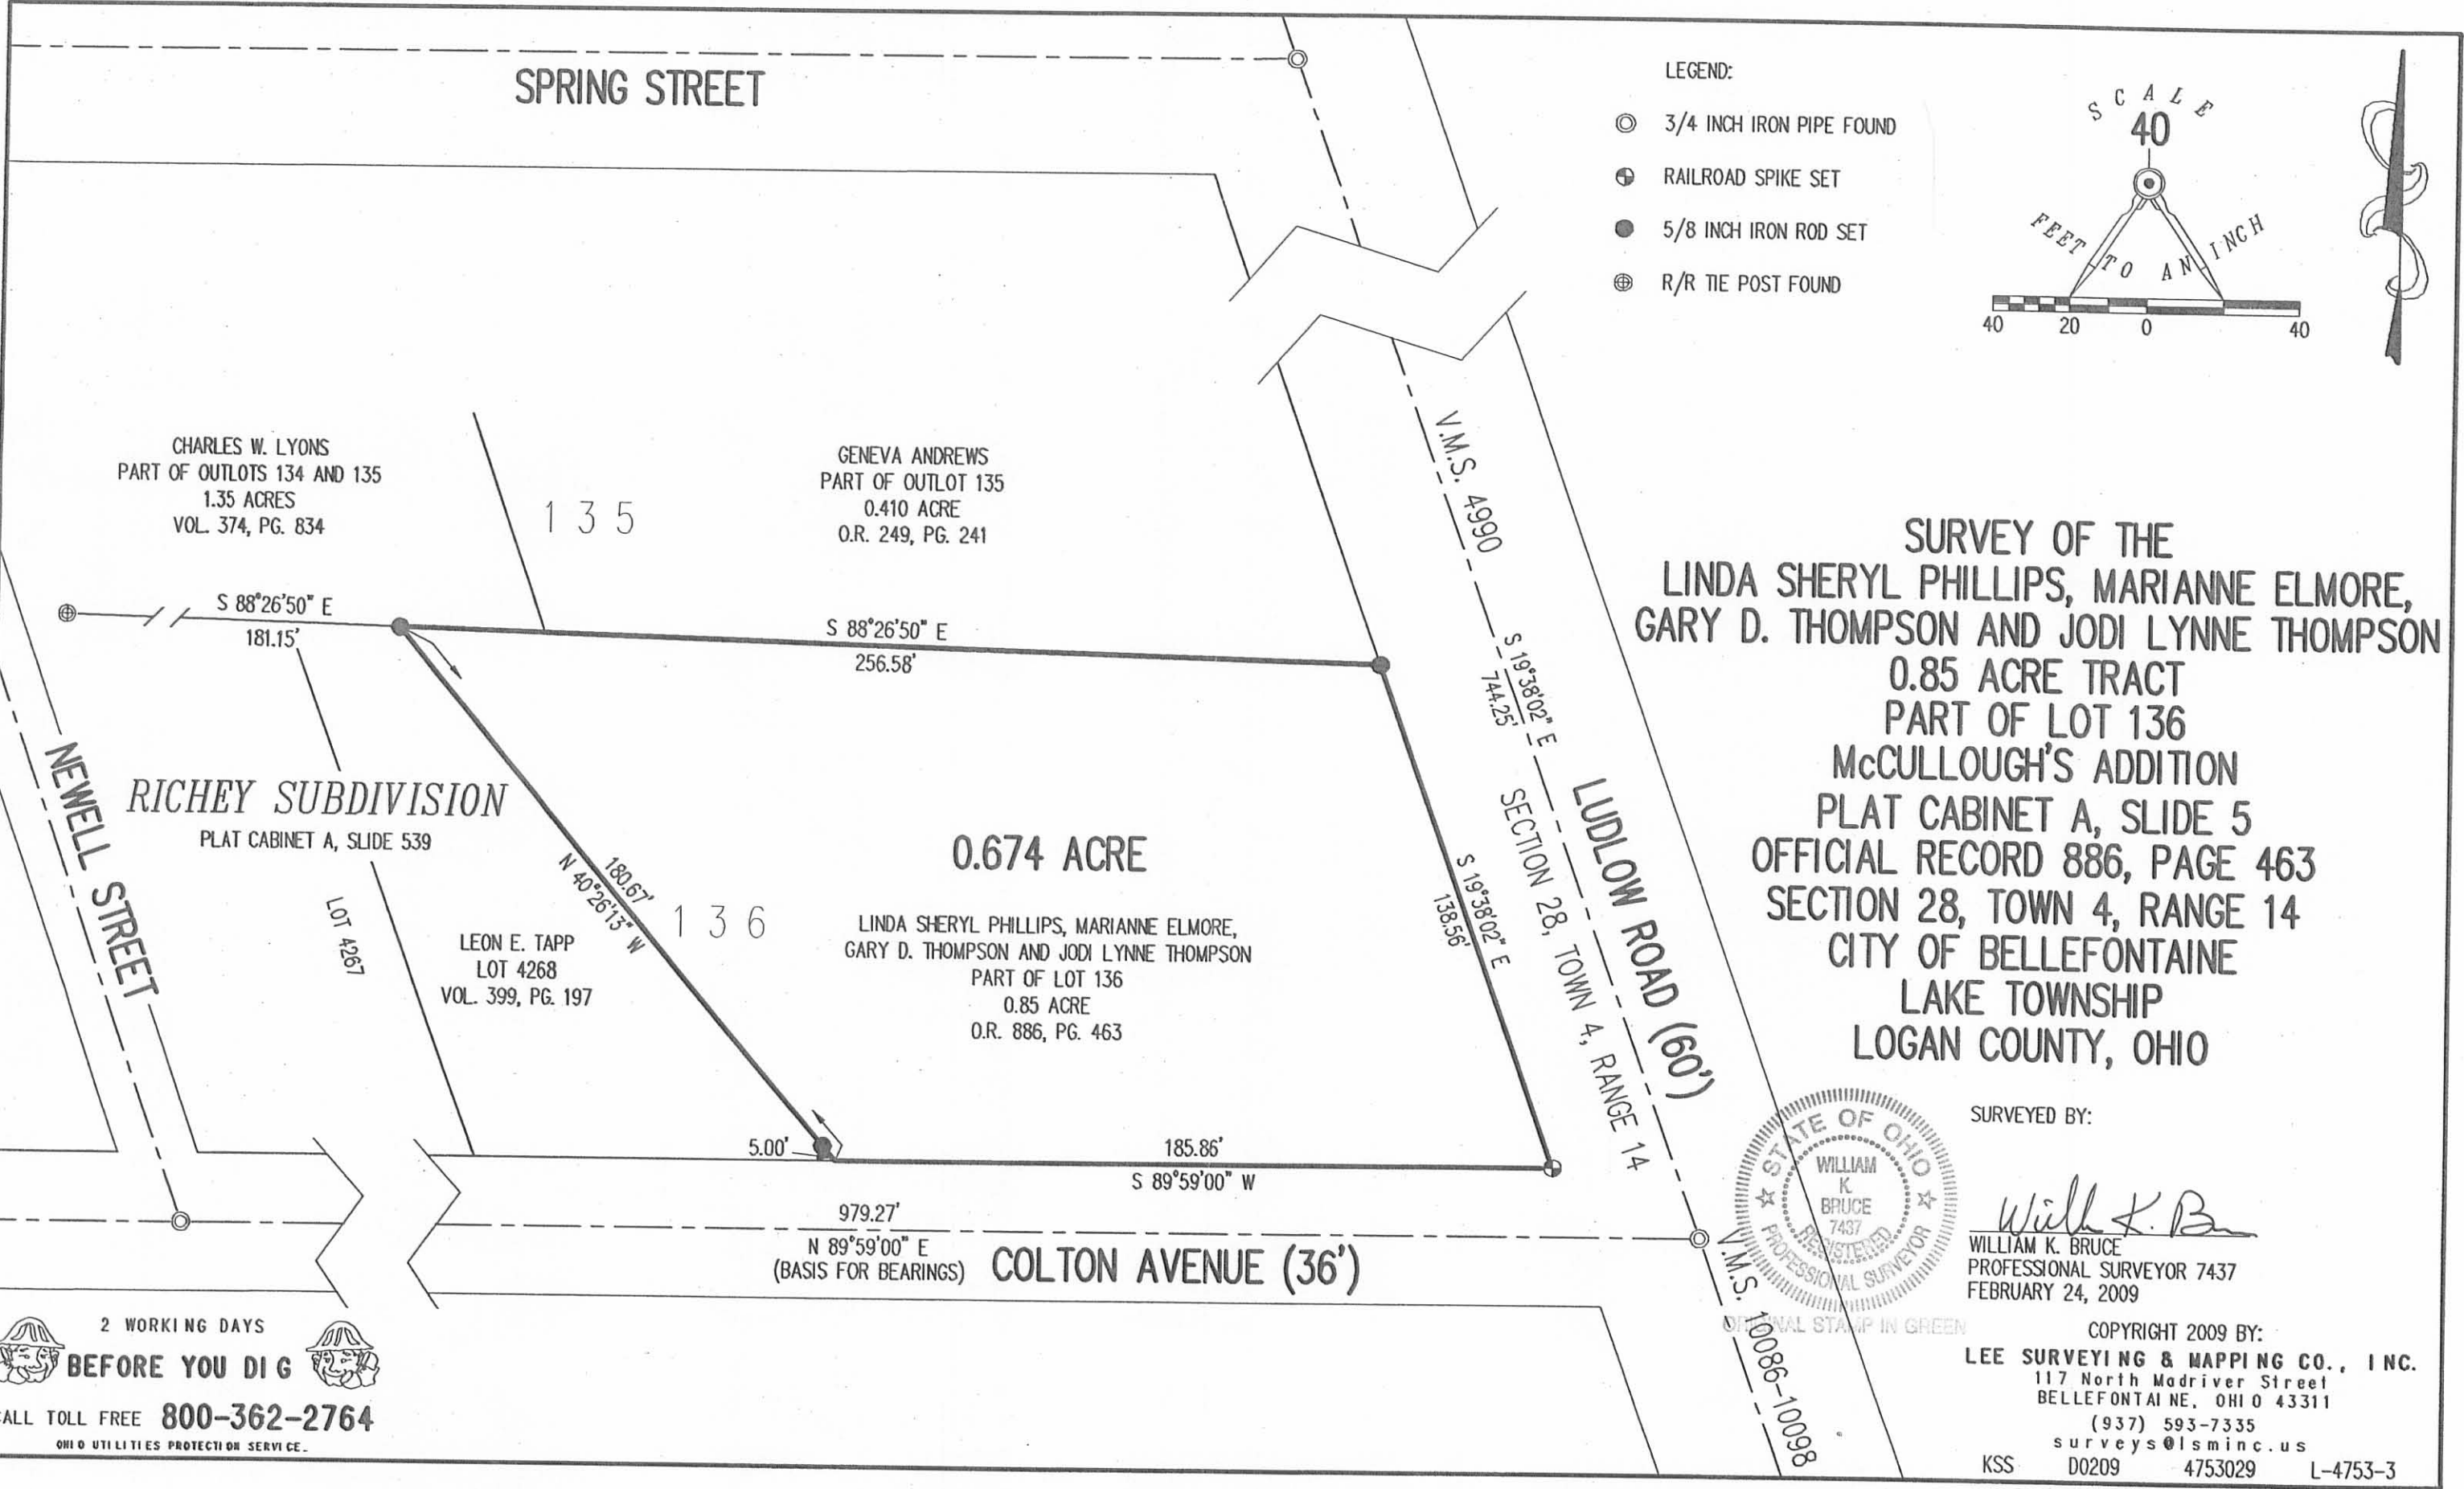 SPRING STREET
LEGEND:
3/4 INCH IRON PIPE FOUND
RAILROAD SPIKE SET
5/8 INCH IRON ROD SET
R/R TIE POST FOUND
SCALE
40
FEET TO AN INCH
40 20 0 40
CHARLES W. LYONS
PART OF OUTLOTS 134 AND 135
1.35 ACRES
VOL. 374, PG. 834
135
GENEVA ANDREWS
PART OF OUTLOT 135
0.410 ACRE
O.R. 249, PG. 241
S 88°26'50" E
181.15'
S 88°26'50" E
256.58'
V.M.S. 4990
S 19°38'02" E
744.25'
SECTION 28, TOWN 4, RANGE 14
LUDLOW ROAD (60')
S 19°38'02" E
138.56'
NEWELL STREET
RICHEY SUBDIVISION
PLAT CABINET A, SLIDE 539
LOT 4267
LEON E. TAPP
LOT 4268
VOL. 399, PG. 197
180.67'
N 40°26'13" W
136
0.674 ACRE
LINDA SHERYL PHILLIPS, MARIANNE ELMORE,
GARY D. THOMPSON AND JODI LYNNE THOMPSON
PART OF LOT 136
0.85 ACRE
O.R. 886, PG. 463
5.00'
185.86'
S 89°59'00" W
979.27'
N 89°59'00" E
(BASIS FOR BEARINGS)
COLTON AVENUE (36')
V.M.S. 10086-10098
SURVEY OF THE
LINDA SHERYL PHILLIPS, MARIANNE ELMORE,
GARY D. THOMPSON AND JODI LYNNE THOMPSON
0.85 ACRE TRACT
PART OF LOT 136
McCULLOUGH'S ADDITION
PLAT CABINET A, SLIDE 5
OFFICIAL RECORD 886, PAGE 463
SECTION 28, TOWN 4, RANGE 14
CITY OF BELLEFONTAINE
LAKE TOWNSHIP
LOGAN COUNTY, OHIO
STATE OF OHIO
WILLIAM
K.
BRUCE
7437
REGISTERED
PROFESSIONAL SURVEYOR
ORIGINAL STAMP IN GREEN
SURVEYED BY:
Will K. B
WILLIAM K. BRUCE
PROFESSIONAL SURVEYOR 7437
FEBRUARY 24, 2009
COPYRIGHT 2009 BY:
LEE SURVEYING & MAPPING CO., INC.
117 North Madriver Street
BELLEFONTAINE, OHIO 43311
(937) 593-7335
surveys@lsminc.us
KSS D0209 4753029 L-4753-3
2 WORKING DAYS
BEFORE YOU DIG
ALL TOLL FREE 800-362-2764
OHIO UTILITIES PROTECTION SERVICE.